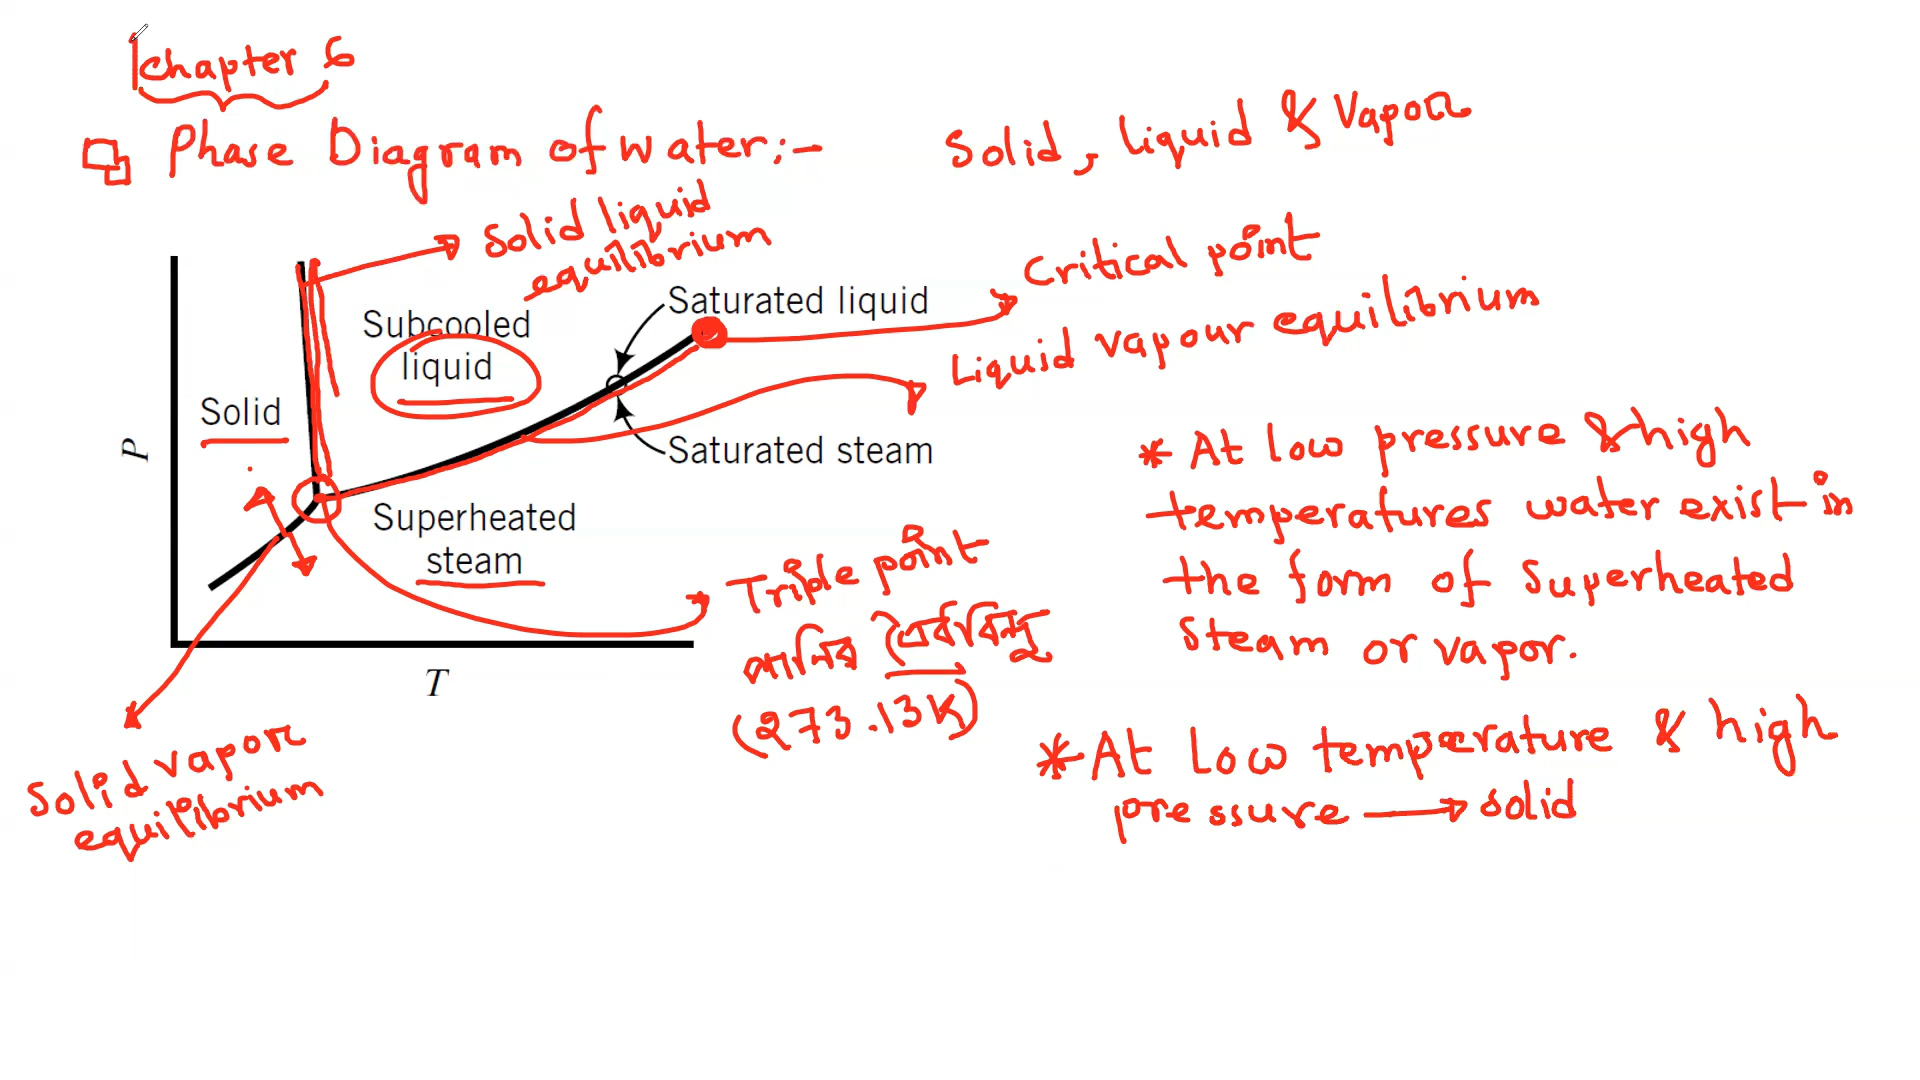 Chapter 6
Phase Diagram of water:-
Solid, Liquid & Vapor
Solid liquid
equilibrium
Critical point
Saturated liquid
Liquid vapour equilibrium
Subcooled
liquid
Solid
P
Saturated steam
Superheated
steam
T
Triple point
(273.13K)
Solid vapor
equilibrium
* At low pressure & high
temperatures water exist in
the form of superheated
steam or vapor.
* At Low temperature & high
pressure → solid